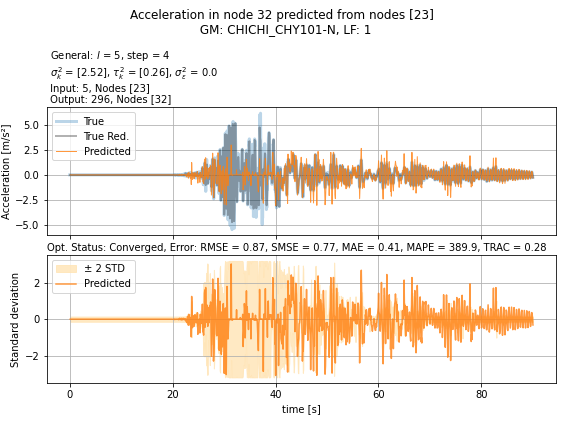 Acceleration in node 32 predicted from nodes [23]
GM: CHICHI_CHY101-N, LF: 1
General: l = 5, step = 4
σ²ₖ = [2.52], τ²ₖ = [0.26], σ²ε = 0.0
Input: 5, Nodes [23]
Output: 296, Nodes [32]
True
True Red.
Predicted
Acceleration [m/s²]
5.0
2.5
0.0
−2.5
−5.0
Opt. Status: Converged, Error: RMSE = 0.87, SMSE = 0.77, MAE = 0.41, MAPE = 389.9, TRAC = 0.28
± 2 STD
Predicted
Standard deviation
2
0
−2
0 20 40 60 80
time [s]